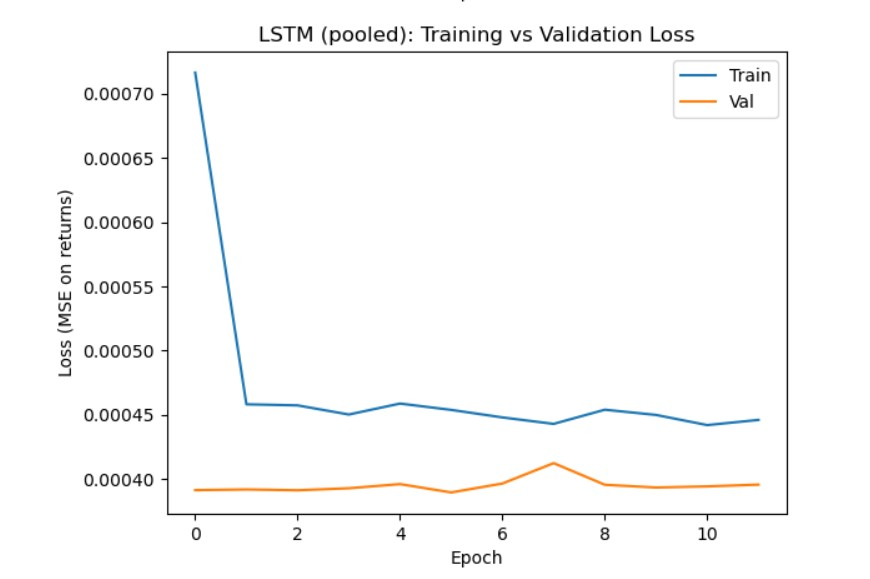 LSTM (pooled): Training vs Validation Loss
Train
Val
Loss (MSE on returns)
0.00070
0.00065
0.00060
0.00055
0.00050
0.00045
0.00040
0 2 4 6 8 10
Epoch